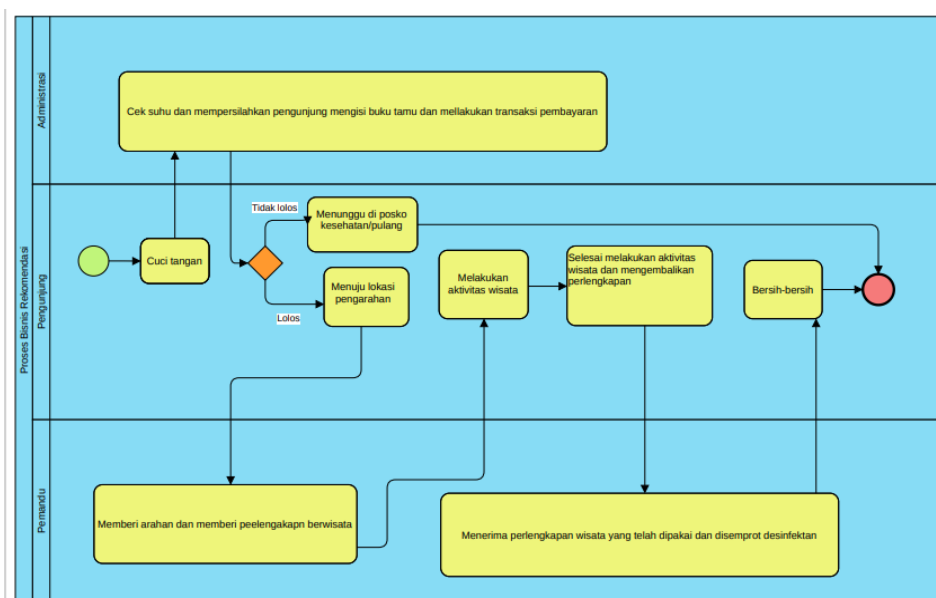 Proses Bisnis Rekomendasi
Administrasi
Cek suhu dan mempersilahkan pengunjung mengisi buku tamu dan mellakukan transaksi pembayaran
Pengunjung
Cuci tangan
Tidak lolos
Menunggu di posko
kesehatan/pulang
Lolos
Menuju lokasi
pengarahan
Melakukan
aktivitas wisata
Selesai melakukan aktivitas
wisata dan mengembalikan
perlengkapan
Bersih-bersih
Pemandu
Memberi arahan dan memberi peelengakapn berwisata
Menerima perlengkapan wisata yang telah dipakai dan disemprot desinfektan